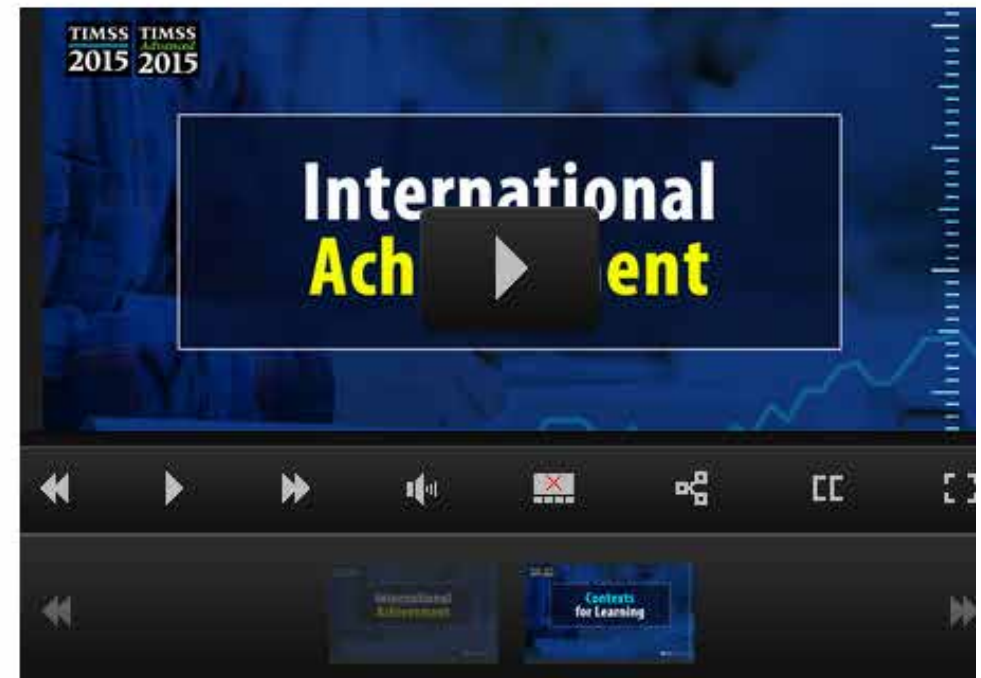 TIMSS TIMSS
Advanced
2015 2015
International
Ach ent
CC
International
Achievement
Contexts
for Learning